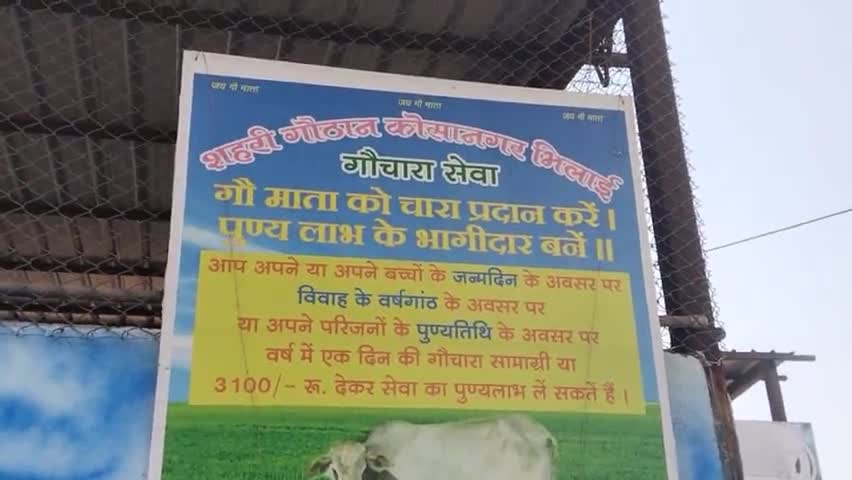 जय गौ माता जय गौ माता जय गौ माता
शहरी गौठान कोसानगर भिलाई
गौचारा सेवा
गौ माता को चारा प्रदान करें।
पुण्य लाभ के भागीदार बनें॥
आप अपने या अपने बच्चों के जन्मदिन के अवसर पर
विवाह के वर्षगांठ के अवसर पर
या अपने परिजनों के पुण्यतिथि के अवसर पर
वर्ष में एक दिन की गौचारा सामाग्री या
3100/- रू. देकर सेवा का पुण्यलाभ लें सकतें हैं।